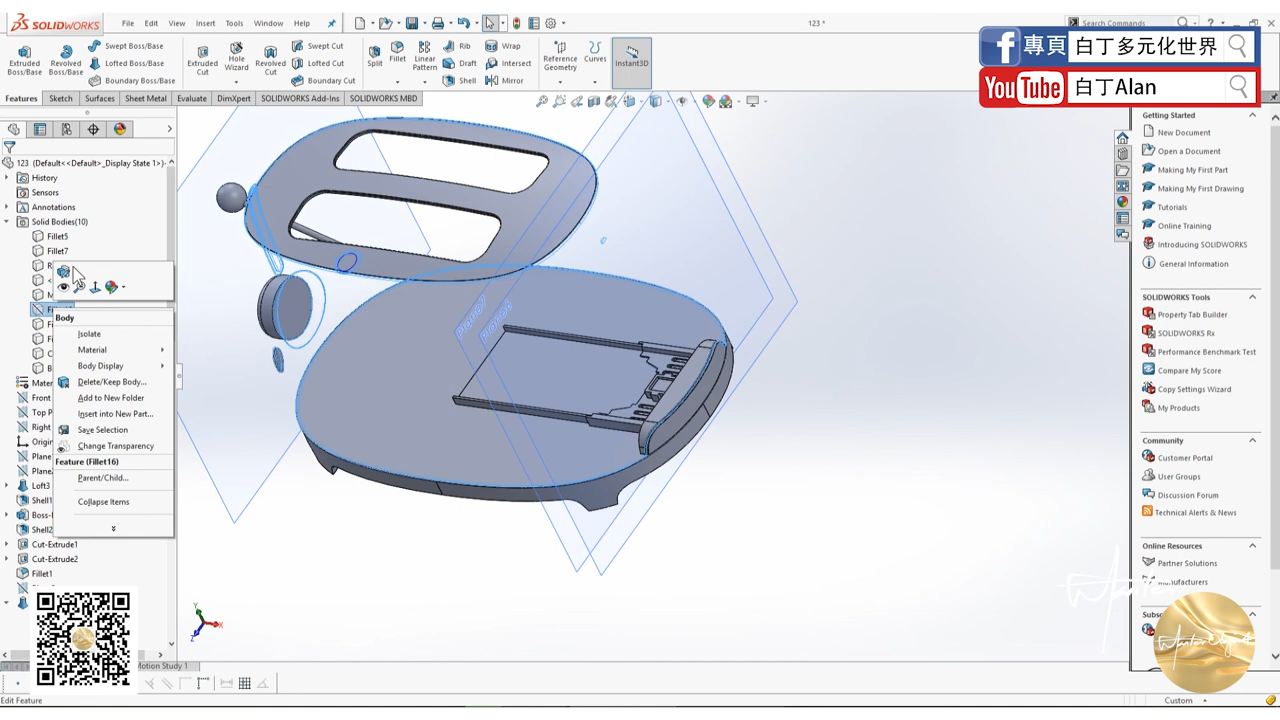 SOLIDWORKS
File Edit View Insert Tools Window Help
123 *
Search Commands
專頁 白丁多元化世界
YouTube 白丁Alan
Extruded Boss/Base
Revolved Boss/Base
Swept Boss/Base
Lofted Boss/Base
Boundary Boss/Base
Extruded Cut
Hole Wizard
Revolved Cut
Swept Cut
Lofted Cut
Boundary Cut
Split
Fillet
Linear Pattern
Rib
Draft
Shell
Wrap
Intersect
Mirror
Reference Geometry
Curves
Instant3D
Features Sketch Surfaces Sheet Metal Evaluate DimXpert SOLIDWORKS Add-Ins SOLIDWORKS MBD
123 (Default<<Default>_Display State 1>)
History
Sensors
Annotations
Solid Bodies(10)
Fillet5
Fillet7
Body
Isolate
Material
Body Display
Delete/Keep Body...
Add to New Folder
Insert into New Part...
Save Selection
Change Transparency
Feature (Fillet16)
Parent/Child...
Collapse Items
Mater
Front
Top P
Right
Origin
Plane
Plane
Loft3
Shell1
Boss-
Shell2
Cut-Extrude1
Cut-Extrude2
Fillet1
Motion Study 1
Edit Feature
Plane7
Plane8
Y
X
Z
Getting Started
New Document
Open a Document
Making My First Part
Making My First Drawing
Tutorials
Online Training
Introducing SOLIDWORKS
General Information
SOLIDWORKS Tools
Property Tab Builder
SOLIDWORKS Rx
Performance Benchmark Test
Compare My Score
Copy Settings Wizard
My Products
Community
Customer Portal
User Groups
Discussion Forum
Technical Alerts & News
Online Resources
Partner Solutions
Manufacturers
Subsc
Custom